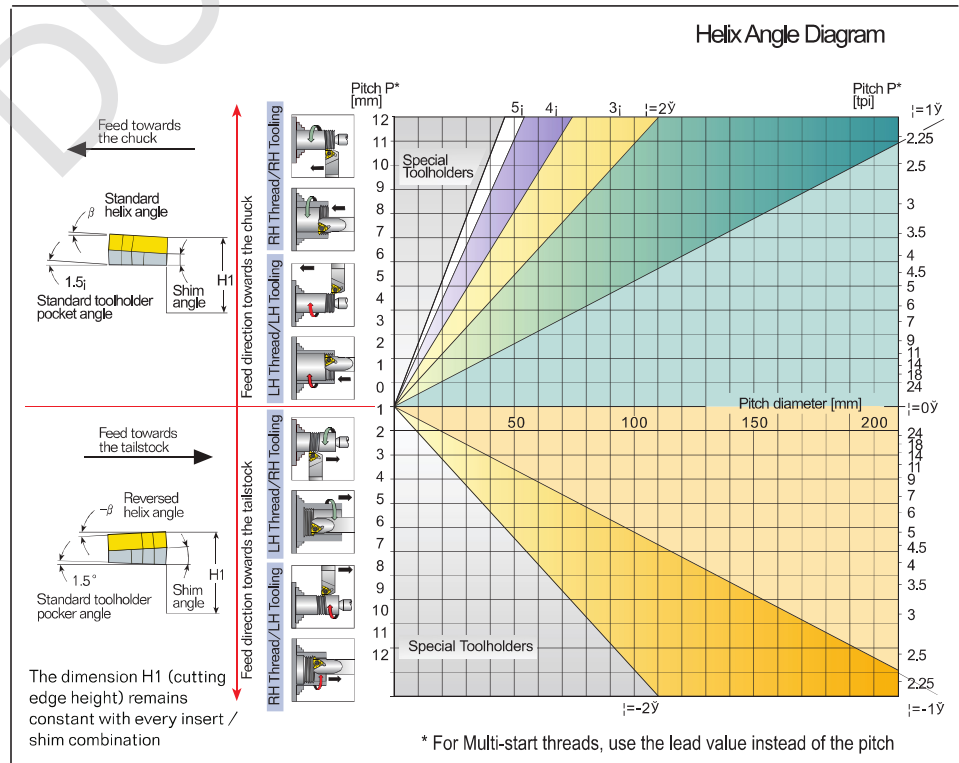 Helix Angle Diagram
Feed towards
the chuck
Standard
helix angle
β
1.5¡
Standard toolholder
pocket angle
Shim
angle
H1
Feed direction towards the chuck
RH Thread/RH Tooling
LH Thread/LH Tooling
Feed towards
the tailstock
Reversed
helix angle
-β
1.5°
Standard toolholder
pocker angle
Shim
angle
H1
Feed direction towards the tailstock
LH Thread/RH Tooling
RH Thread/LH Tooling
The dimension H1 (cutting
edge height) remains
constant with every insert /
shim combination
Pitch P*
[mm]
12
11
10
9
8
7
6
5
4
3
2
1
0
1
2
3
4
5
6
7
8
9
10
11
12
5¡ 4¡ 3¡ ¦=2ÿ
Pitch P*
[tpi]
¦=1ÿ
Special
Toolholders
2.25
2.5
3
3.5
4
4.5
5
6
7
9
11
14
18
24
Pitch diameter [mm]
¦=0ÿ
50 100 150 200
24
18
14
11
9
7
6
5
4.5
4
3.5
3
2.5
2.25
Special Toolholders
¦=-2ÿ
¦=-1ÿ
* For Multi-start threads, use the lead value instead of the pitch